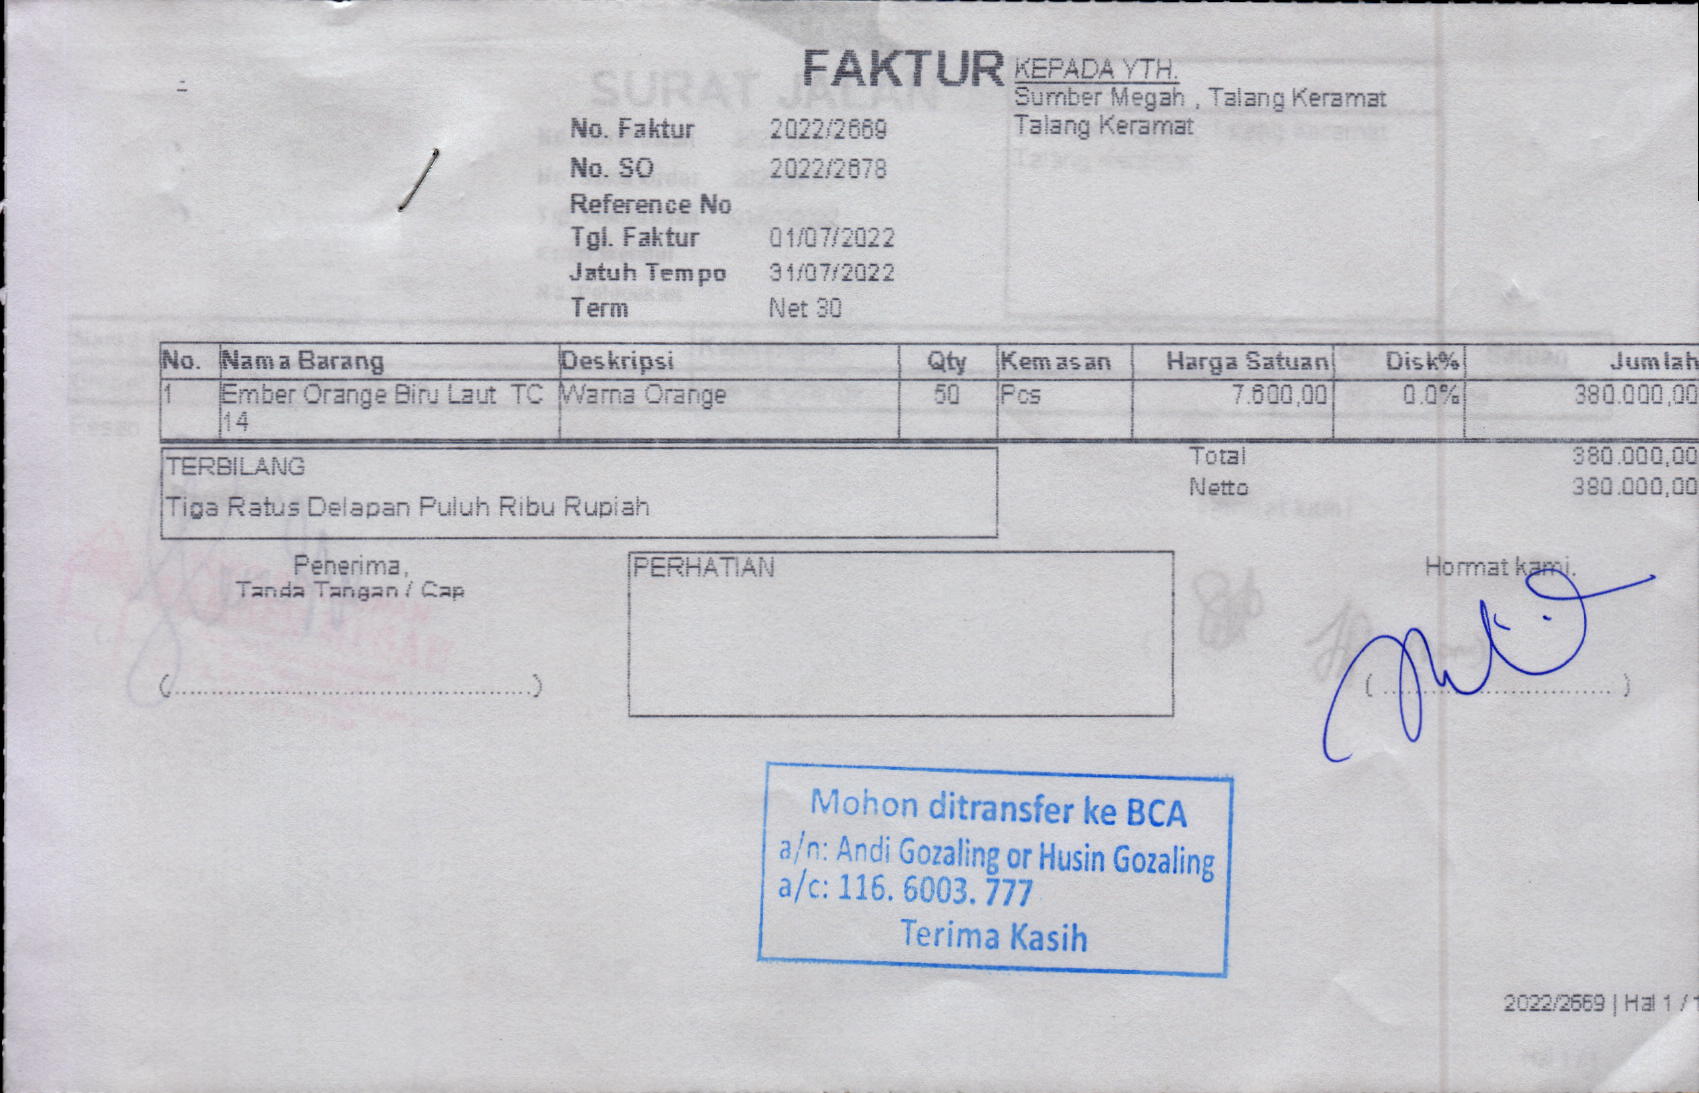 FAKTUR
KEPADA YTH.
Sumber Megah , Talang Keramat
Talang Keramat
No. Faktur 2022/2669
No. SO 2022/2678
Reference No
Tgl. Faktur 01/07/2022
Jatuh Tempo 31/07/2022
Term Net 30
No. Nama Barang Deskripsi Qty Kemasan Harga Satuan Disk% Jumlah
1 Ember Orange Biru Laut TC Warna Orange 50 Pcs 7.600,00 0.0% 380.000,00
14
TERBILANG
Tiga Ratus Delapan Puluh Ribu Rupiah
Total 380.000,00
Netto 380.000,00
Penerima,
Tanda Tangan / Cap
(..........................................)
PERHATIAN
Hormat kami.
( .............................. )
Mohon ditransfer ke BCA
a/n: Andi Gozaling or Husin Gozaling
a/c: 116. 6003. 777
Terima Kasih
2022/2669 | Hal 1 / 1
SURAT JALAN